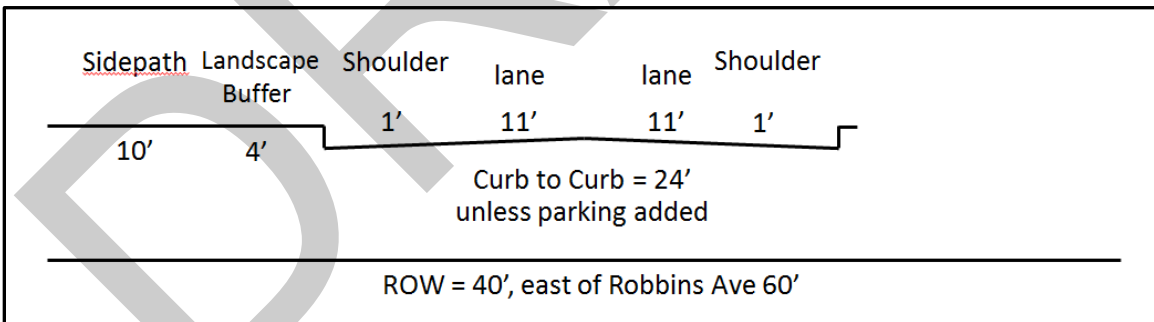 Sidepath Landscape Buffer Shoulder lane lane Shoulder
1’ 11’ 11’ 1’
10’ 4’
Curb to Curb = 24’
unless parking added
ROW = 40’, east of Robbins Ave 60’